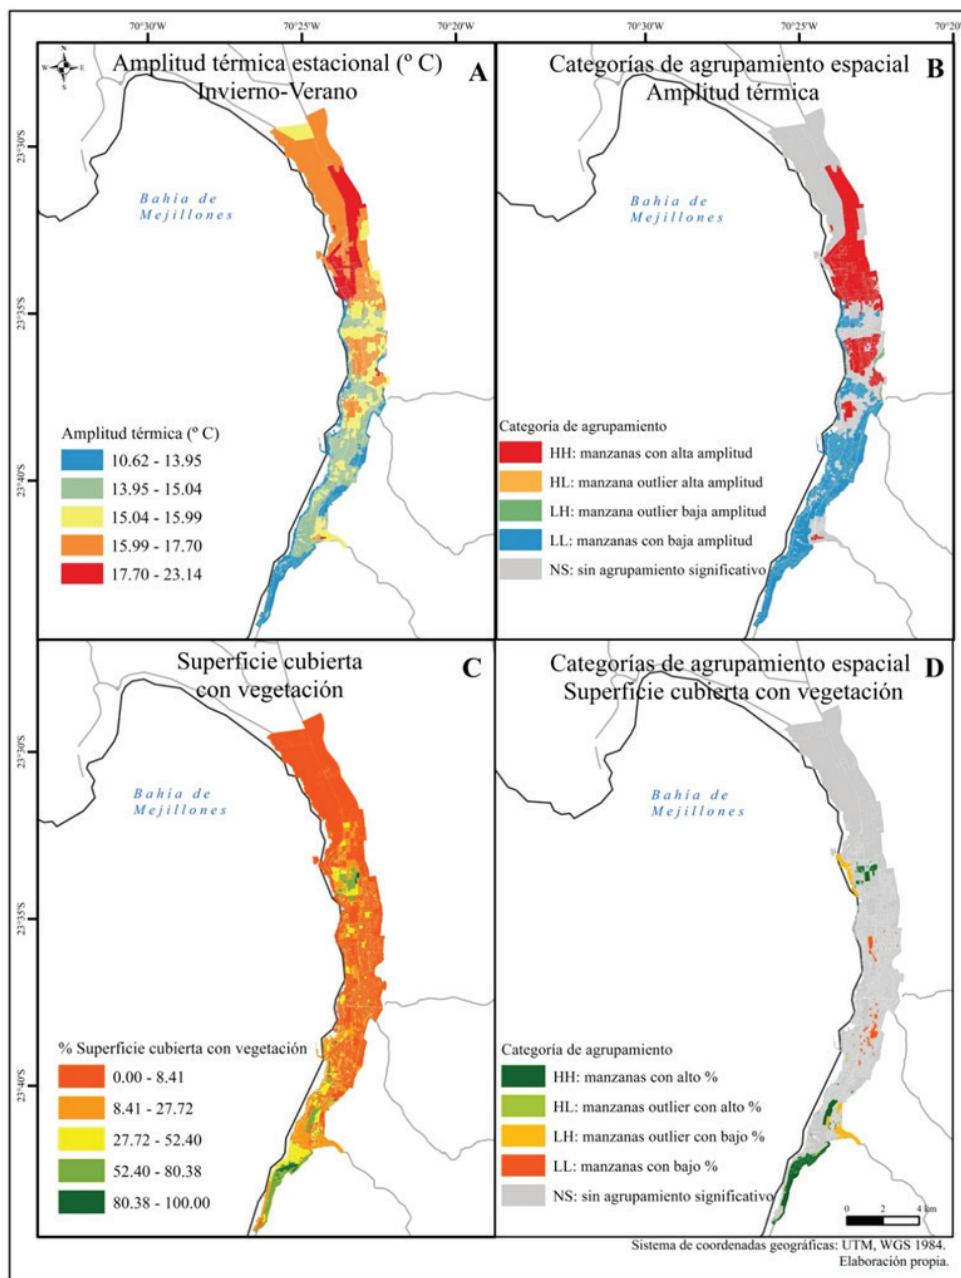 70°30'W
70°25'W
70°20'W
70°30'W
70°25'W
70°20'W
N
W
E
S
Amplitud térmica estacional (º C)
Invierno-Verano
A
23°30'S
23°35'S
23°40'S
Bahía de
Mejillones
Amplitud térmica (º C)
10.62 - 13.95
13.95 - 15.04
15.04 - 15.99
15.99 - 17.70
17.70 - 23.14
Categorías de agrupamiento espacial
Amplitud térmica
B
Bahía de
Mejillones
Categoría de agrupamiento
HH: manzanas con alta amplitud
HL: manzana outlier alta amplitud
LH: manzana outlier baja amplitud
LL: manzanas con baja amplitud
NS: sin agrupamiento significativo
Superficie cubierta
con vegetación
C
23°30'S
23°35'S
23°40'S
Bahía de
Mejillones
% Superficie cubierta con vegetación
0.00 - 8.41
8.41 - 27.72
27.72 - 52.40
52.40 - 80.38
80.38 - 100.00
Categorías de agrupamiento espacial
Superficie cubierta con vegetación
D
Bahía de
Mejillones
Categoría de agrupamiento
HH: manzanas con alto %
HL: manzanas outlier con alto %
LH: manzanas outlier con bajo %
LL: manzanas con bajo %
NS: sin agrupamiento significativo
0 2 4 km
Sistema de coordenadas geográficas: UTM, WGS 1984.
Elaboración propia.